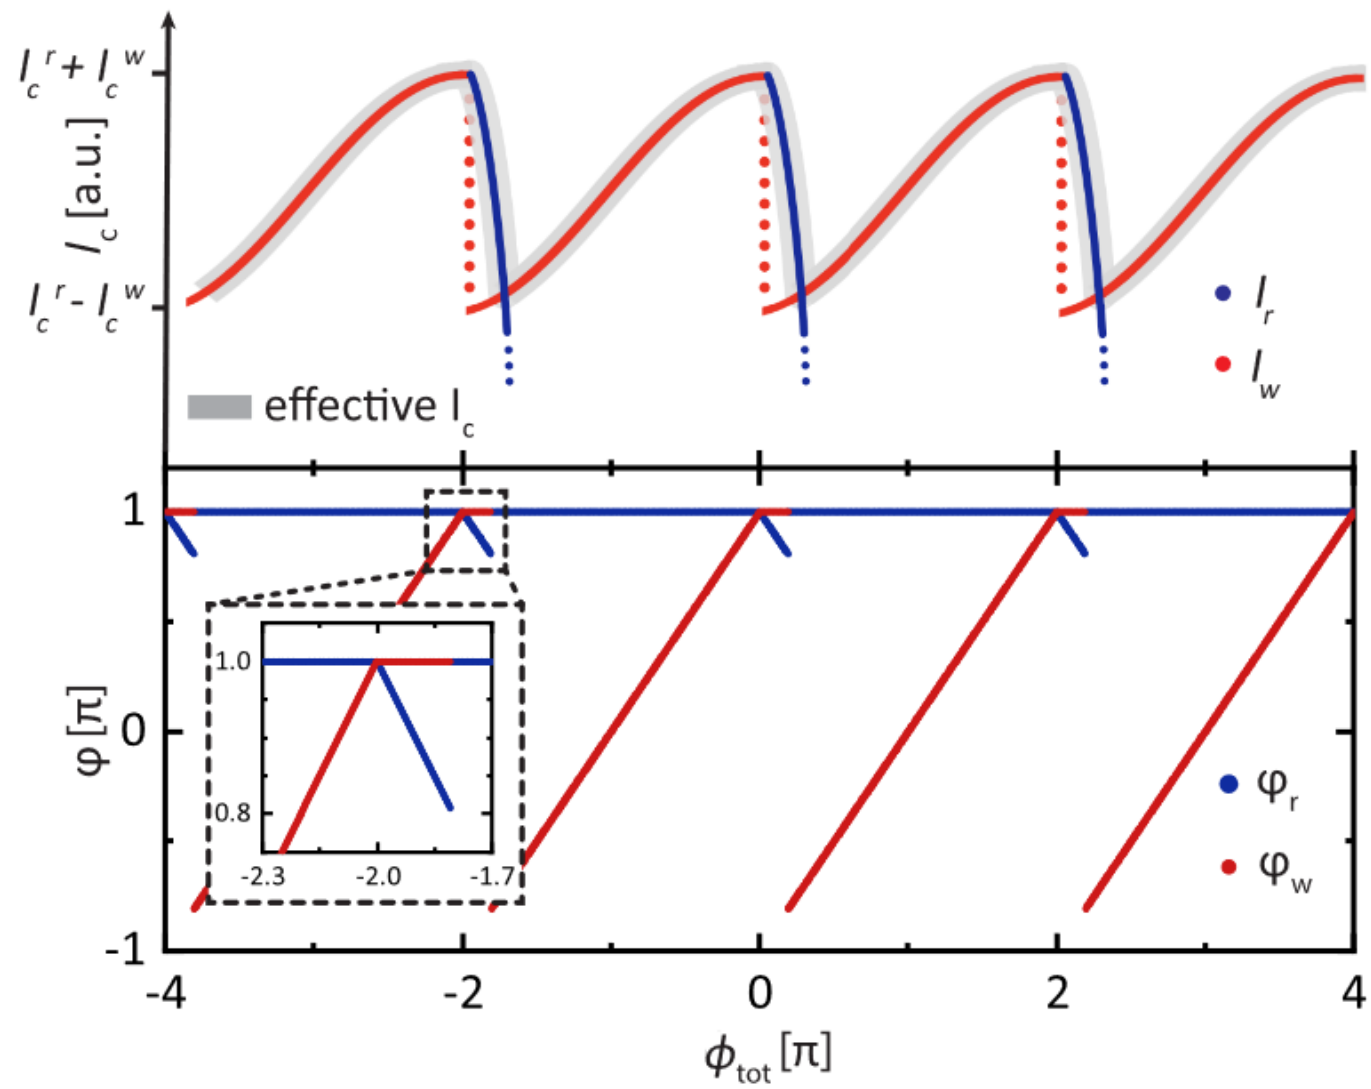 I_c^r + I_c^w
I_c [a.u.]
I_c^r - I_c^w
I_r
I_w
effective I_c
1
0
-1
φ [π]
1.0
0.8
-2.3 -2.0 -1.7
φ_r
φ_w
-4 -2 0 2 4
ϕ_tot [π]